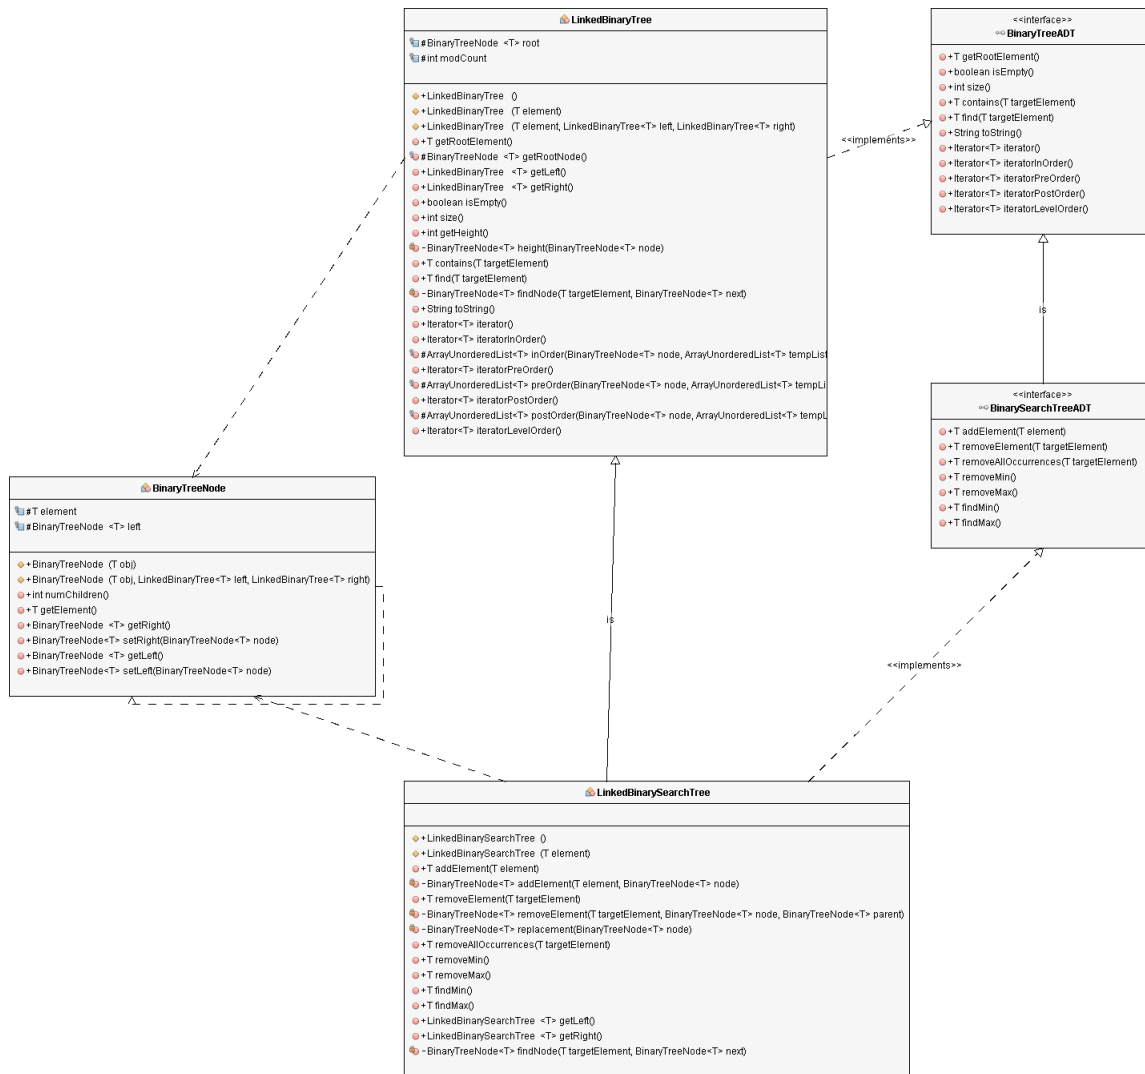 LinkedBinaryTree
#BinaryTreeNode <T> root
#int modCount
+LinkedBinaryTree ()
+LinkedBinaryTree (T element)
+LinkedBinaryTree (T element, LinkedBinaryTree<T> left, LinkedBinaryTree<T> right)
+T getRootElement()
#BinaryTreeNode <T> getRootNode()
+LinkedBinaryTree <T> getLeft()
+LinkedBinaryTree <T> getRight()
+boolean isEmpty()
+int size()
+int getHeight()
-BinaryTreeNode<T> height(BinaryTreeNode<T> node)
+T contains(T targetElement)
+T find(T targetElement)
-BinaryTreeNode<T> findNode(T targetElement, BinaryTreeNode<T> next)
+String toString()
+Iterator<T> iterator()
+Iterator<T> iteratorInOrder()
#ArrayUnorderedList<T> inOrder(BinaryTreeNode<T> node, ArrayUnorderedList<T> tempList
+Iterator<T> iteratorPreOrder()
#ArrayUnorderedList<T> preOrder(BinaryTreeNode<T> node, ArrayUnorderedList<T> tempLi
+Iterator<T> iteratorPostOrder()
#ArrayUnorderedList<T> postOrder(BinaryTreeNode<T> node, ArrayUnorderedList<T> tempL
+Iterator<T> iteratorLevelOrder()
<<implements>>
<<interface>>
BinaryTreeADT
+T getRootElement()
+boolean isEmpty()
+int size()
+T contains(T targetElement)
+T find(T targetElement)
+String toString()
+Iterator<T> iterator()
+Iterator<T> iteratorInOrder()
+Iterator<T> iteratorPreOrder()
+Iterator<T> iteratorPostOrder()
+Iterator<T> iteratorLevelOrder()
is
<<interface>>
BinarySearchTreeADT
+T addElement(T element)
+T removeElement(T targetElement)
+T removeAllOccurrences(T targetElement)
+T removeMin()
+T removeMax()
+T findMin()
+T findMax()
BinaryTreeNode
#T element
#BinaryTreeNode <T> left
+BinaryTreeNode (T obj)
+BinaryTreeNode (T obj, LinkedBinaryTree<T> left, LinkedBinaryTree<T> right)
+int numChildren()
+T getElement()
+BinaryTreeNode <T> getRight()
+BinaryTreeNode<T> setRight(BinaryTreeNode<T> node)
+BinaryTreeNode <T> getLeft()
+BinaryTreeNode<T> setLeft(BinaryTreeNode<T> node)
is
<<implements>>
LinkedBinarySearchTree
+LinkedBinarySearchTree ()
+LinkedBinarySearchTree (T element)
+T addElement(T element)
-BinaryTreeNode<T> addElement(T element, BinaryTreeNode<T> node)
+T removeElement(T targetElement)
-BinaryTreeNode<T> removeElement(T targetElement, BinaryTreeNode<T> node, BinaryTreeNode<T> parent)
-BinaryTreeNode<T> replacement(BinaryTreeNode<T> node)
+T removeAllOccurrences(T targetElement)
+T removeMin()
+T removeMax()
+T findMin()
+T findMax()
+LinkedBinarySearchTree <T> getLeft()
+LinkedBinarySearchTree <T> getRight()
-BinaryTreeNode<T> findNode(T targetElement, BinaryTreeNode<T> next)